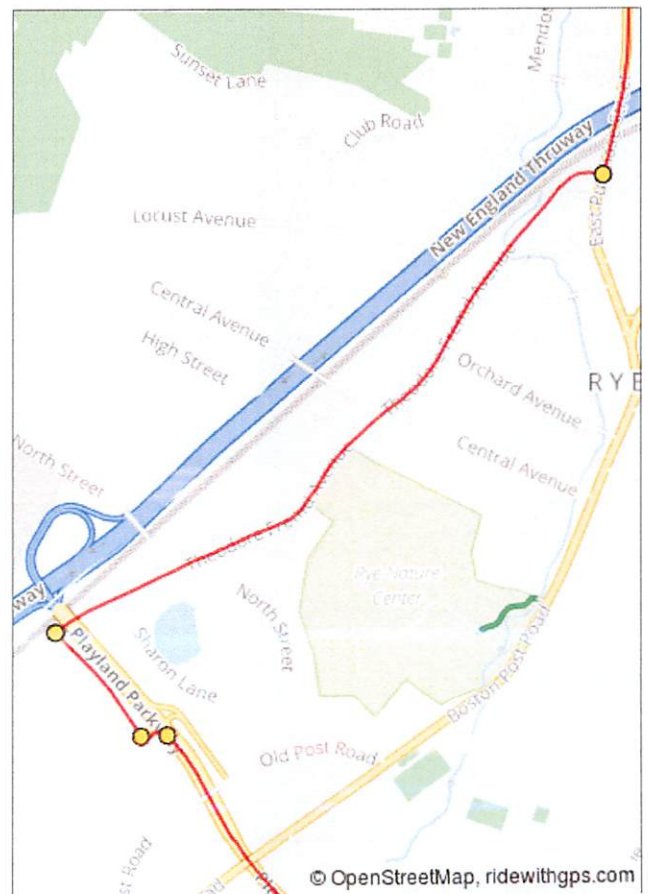 Sunset Lane
Club Road
Locust Avenue
New England Thruway
Central Avenue
High Street
Orchard Avenue
RYE
Central Avenue
North Street
way
Rye Nature
Center
North
Street
Sharon Lane
Playland Parkway
Boston Post Road
Old Post Road
© OpenStreetMap, ridewithgps.com